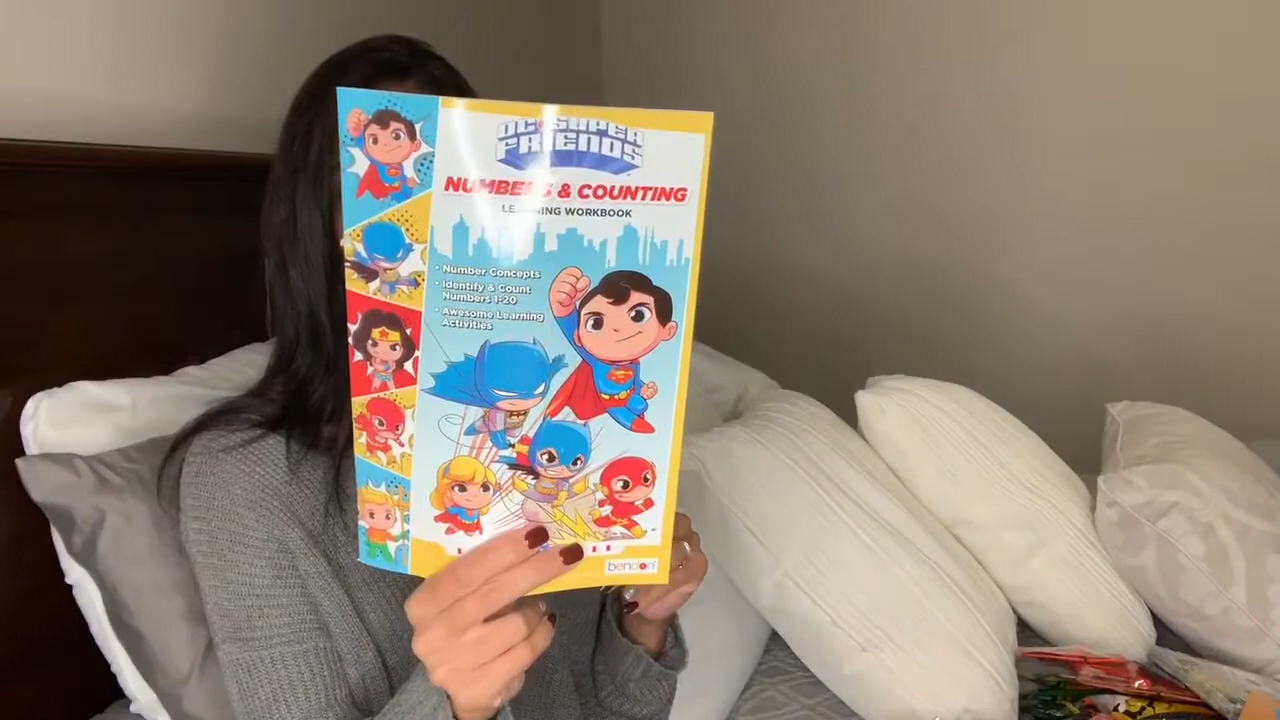 DC SUPER
FRIENDS
NUMBERS & COUNTING
LEARNING WORKBOOK
• Number Concepts
• Identify & Count
Numbers 1-20
• Awesome Learning
Activities
bendon